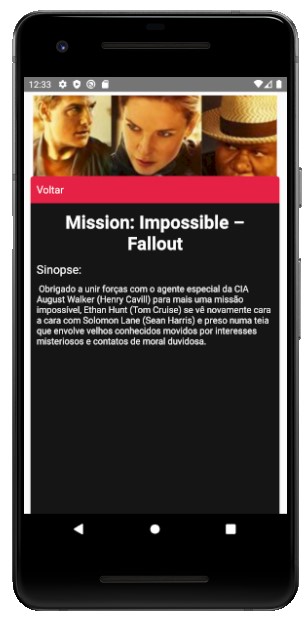 12:33
Voltar
Mission: Impossible –
Fallout
Sinopse:
Obrigado a unir forças com o agente especial da CIA
August Walker (Henry Cavill) para mais uma missão
impossível, Ethan Hunt (Tom Cruise) se vê novamente cara
a cara com Solomon Lane (Sean Harris) e preso numa teia
que envolve velhos conhecidos movidos por interesses
misteriosos e contatos de moral duvidosa.